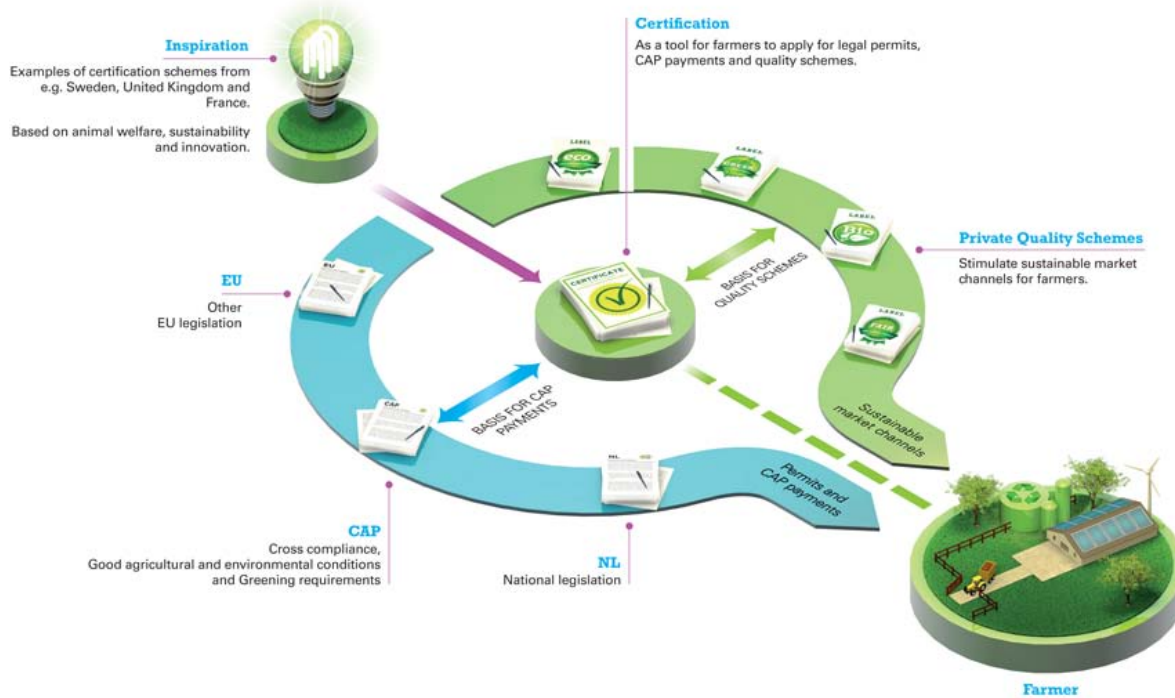 Inspiration
Examples of certification schemes from
e.g. Sweden, United Kingdom and
France.
Based on animal welfare, sustainability
and innovation.
Certification
As a tool for farmers to apply for legal permits,
CAP payments and quality schemes.
LABEL
eco
LABEL
GREEN
LABEL
Bio
LABEL
FAIR
Private Quality Schemes
Stimulate sustainable market
channels for farmers.
EU
Other
EU legislation
EU
CERTIFICATE
BASIS FOR
QUALITY SCHEMES
BASIS FOR CAP
PAYMENTS
CAP
NL
Sustainable
market channels
Permits and
CAP payments
CAP
Cross compliance,
Good agricultural and environmental conditions
and Greening requirements
NL
National legislation
Farmer